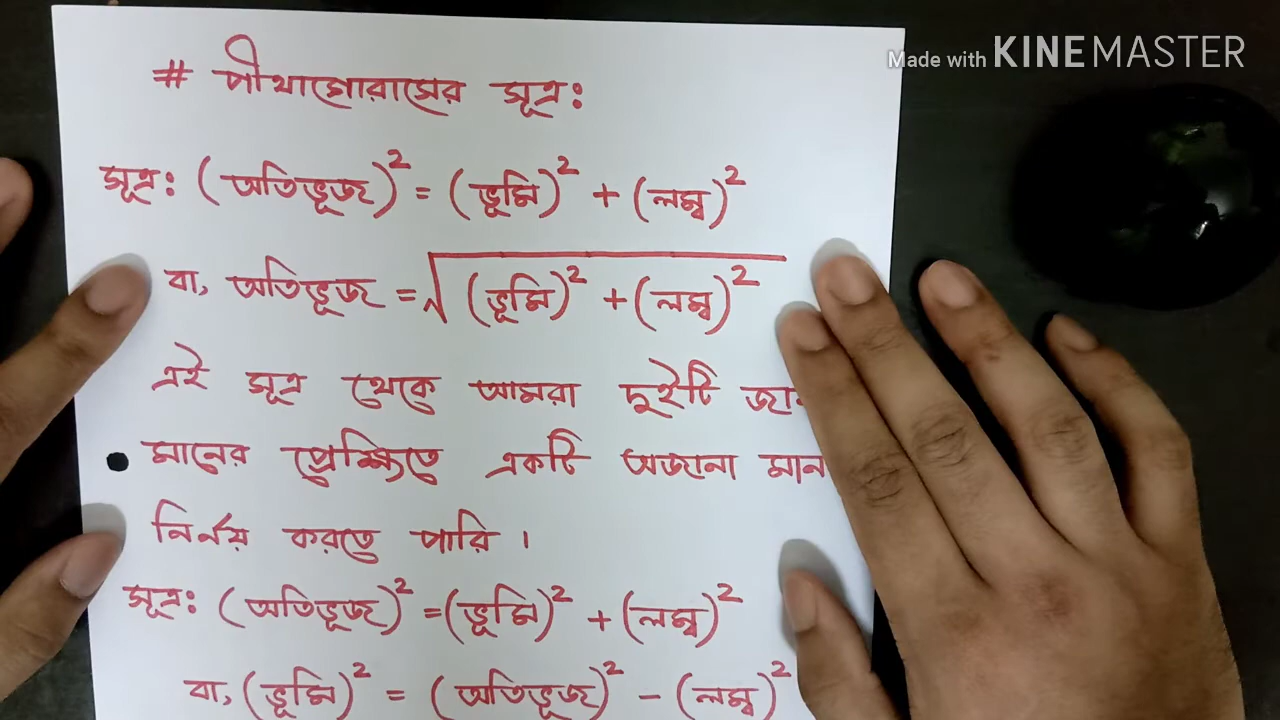 Made with KINEMASTER
# পীথাগোরাসের সূত্র:
সূত্র: (অতিভূজ)² = (ভূমি)² + (লম্ব)²
বা, অতিভূজ = √(ভূমি)² + (লম্ব)²
এই সূত্র থেকে আমরা দুইটি
মানের প্রেক্ষিতে একটি অজানা মান
নির্নয় করতে পারি।
সূত্র: (অতিভূজ)² = (ভূমি)² + (লম্ব)²
বা, (ভূমি)² = (অতিভূজ)² - (লম্ব)²